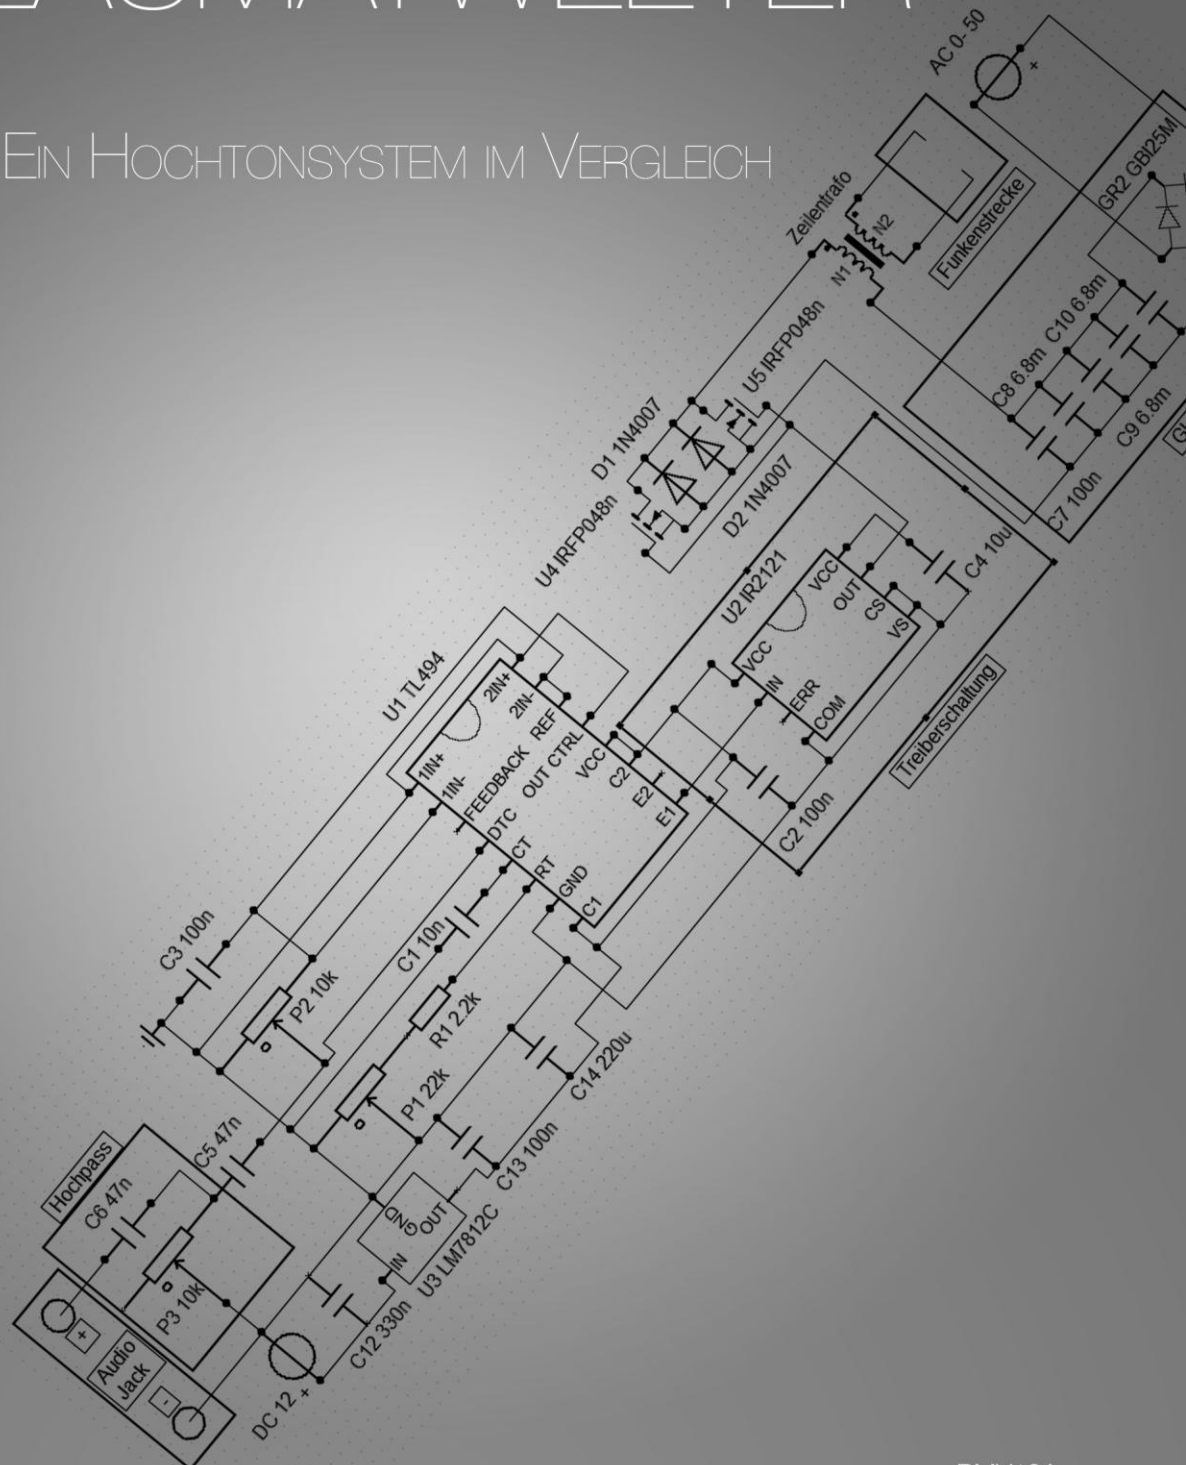 EIN HOCHTONSYSTEM IM VERGLEICH
AC 0-50
+
GR2 GBI25M
Zeilentrafo
N2
N1
Funkenstrecke
C10 6.8m
C8 6.8m
C9 6.8m
C7 100n
U5 IRFP048n
D1 1N4007
D2 1N4007
U4 IRFP048n
C4 10u
U2 IR2121
VCC
OUT
CS
VS
VCC
IN
ERR
COM
Treiberschaltung
C2 100n
U1 TL494
2IN+
2IN-
REF
OUT CTRL
VCC
C2
E2
E1
1IN+
1IN-
FEEDBACK
DTC
CT
RT
GND
C1
C3 100n
P2 10k
C1 10n
R1 2.2k
P1 22k
C14 220u
C13 100n
Hochpass
C5 47n
C6 47n
P3 10k
GND
OUT
IN
U3 LM7812C
C12 330n
DC 12
+
Audio
Jack
+
-